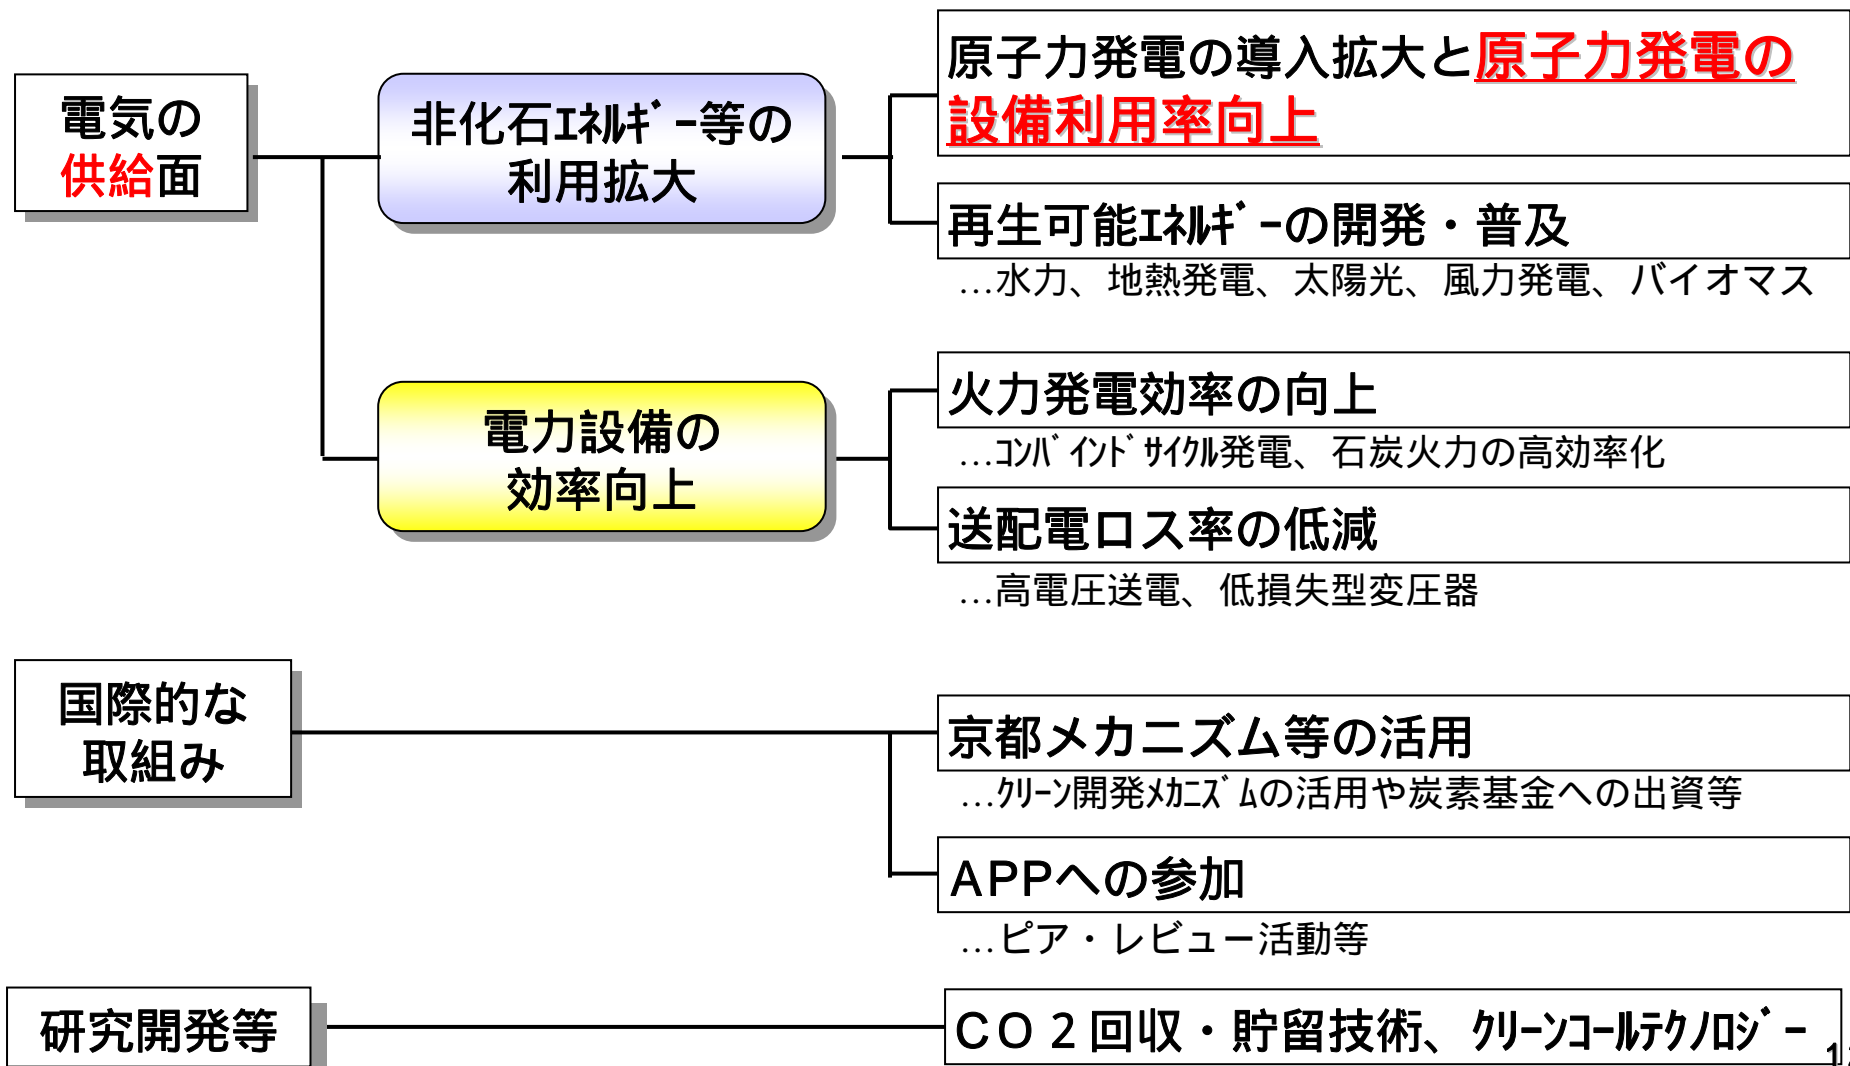 電気の
供給面
非化石ｴﾈﾙｷﾞｰ等の
利用拡大
原子力発電の導入拡大と原子力発電の
設備利用率向上
再生可能ｴﾈﾙｷﾞｰの開発・普及
…水力、地熱発電、太陽光、風力発電、バイオマス
電力設備の
効率向上
火力発電効率の向上
…ｺﾝﾊﾞｲﾝﾄﾞｻｲｸﾙ発電、石炭火力の高効率化
送配電ロス率の低減
…高電圧送電、低損失型変圧器
国際的な
取組み
京都メカニズム等の活用
…ｸﾘｰﾝ開発ﾒｶﾆｽﾞﾑの活用や炭素基金への出資等
ＡＰＰへの参加
…ピア・レビュー活動等
研究開発等
ＣＯ２回収・貯留技術、ｸﾘｰﾝｺｰﾙﾃｸﾉﾛｼﾞｰ